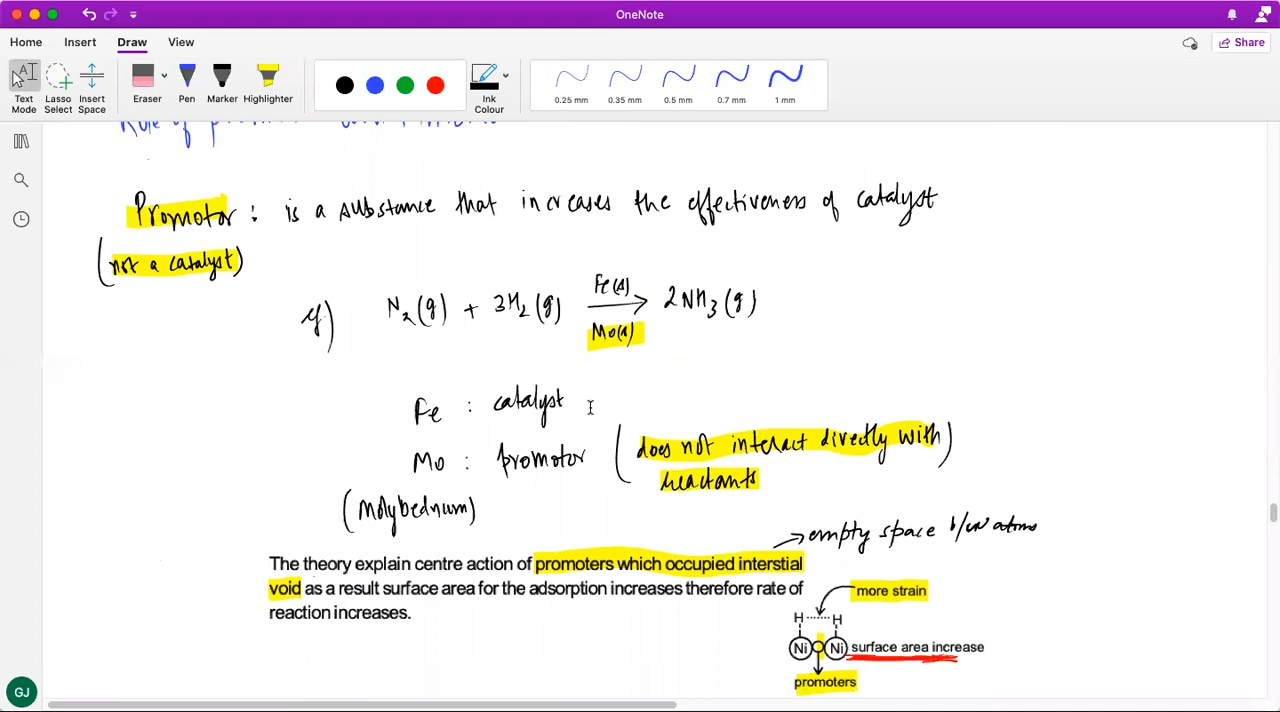 OneNote
Home Insert Draw View
Share
Text Mode
Lasso Select
Insert Space
Eraser
Pen
Marker
Highlighter
Ink Colour
0.25 mm 0.35 mm 0.5 mm 0.7 mm 1 mm
Role of
Promotor : is a substance that increases the effectiveness of catalyst
(not a catalyst)
Fe(s)
eg) N2(g) + 3H2(g) → 2NH3(g)
Mo(s)
Fe : catalyst
Mo : promotor (does not interact directly with
reactants)
(Molybednum)
→ empty space b/w atoms
The theory explain centre action of promoters which occupied interstial
void as a result surface area for the adsorption increases therefore rate of
reaction increases.
more strain
H H
Ni Ni surface area increase
promoters
GJ